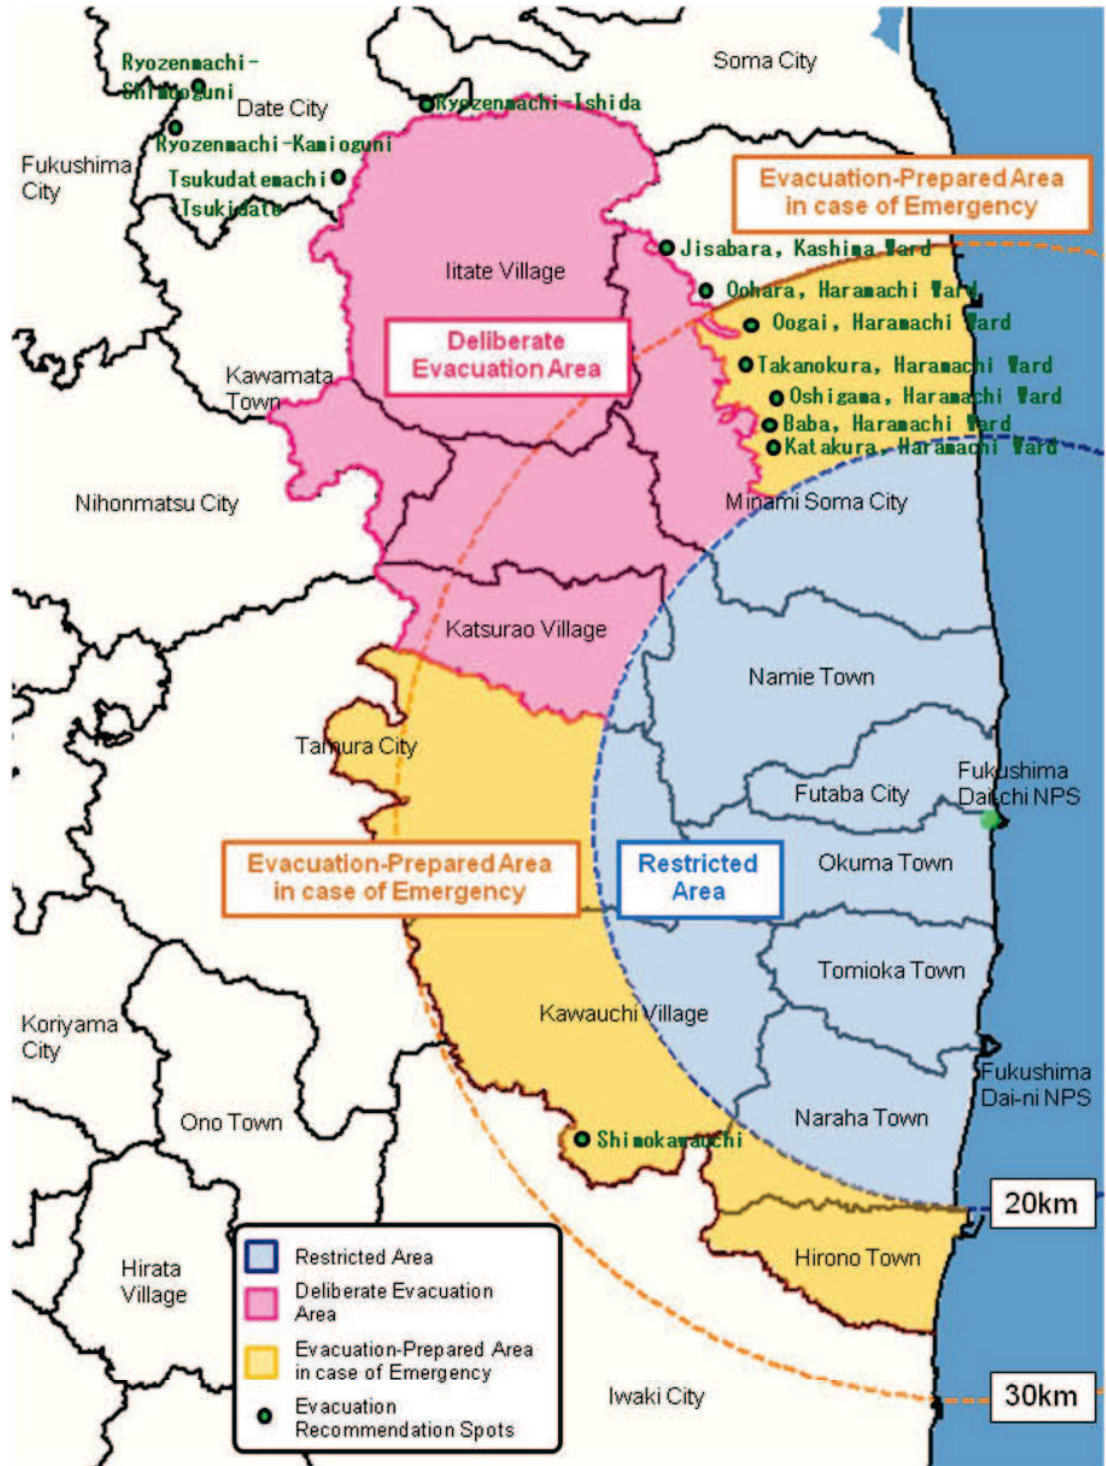 Soma City
Ryozenmachi-
Shimooguni
Date City
Ryozenmachi-Ishida
Ryozenmachi-Kamioguni
Fukushima
City
Tsukudatemachi
Tsukidate
Evacuation-Prepared Area
in case of Emergency
Jisabara, Kashima Ward
Iitate Village
Oohara, Haramachi Ward
Oogai, Haramachi Ward
Deliberate
Evacuation Area
Takanokura, Haramachi Ward
Kawamata
Town
Oshigama, Haramachi Ward
Baba, Haramachi Ward
Katakura, Haramachi Ward
Nihonmatsu City
Minami Soma City
Katsurao Village
Namie Town
Tamura City
Fukushima
Dai-chi NPS
Futaba City
Evacuation-Prepared Area
in case of Emergency
Restricted
Area
Okuma Town
Tomioka Town
Kawauchi Village
Koriyama
City
Fukushima
Dai-ni NPS
Ono Town
Naraha Town
Shimokawauchi
20km
Hirono Town
Hirata
Village
Restricted Area
Deliberate Evacuation
Area
Evacuation-Prepared Area
in case of Emergency
Evacuation
Recommendation Spots
Iwaki City
30km